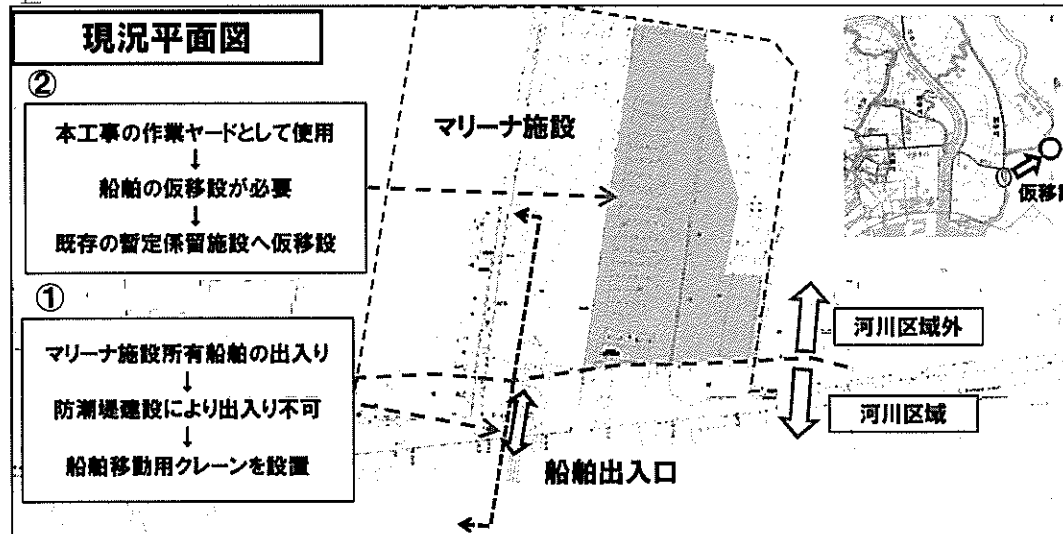 現況平面図
②
本工事の作業ヤードとして使用
↓
船舶の仮移設が必要
↓
既存の暫定係留施設へ仮移設
①
マリーナ施設所有船舶の出入り
↓
防潮堤建設により出入り不可
↓
船舶移動用クレーンを設置
マリーナ施設
船舶出入口
河川区域外
河川区域
仮移設